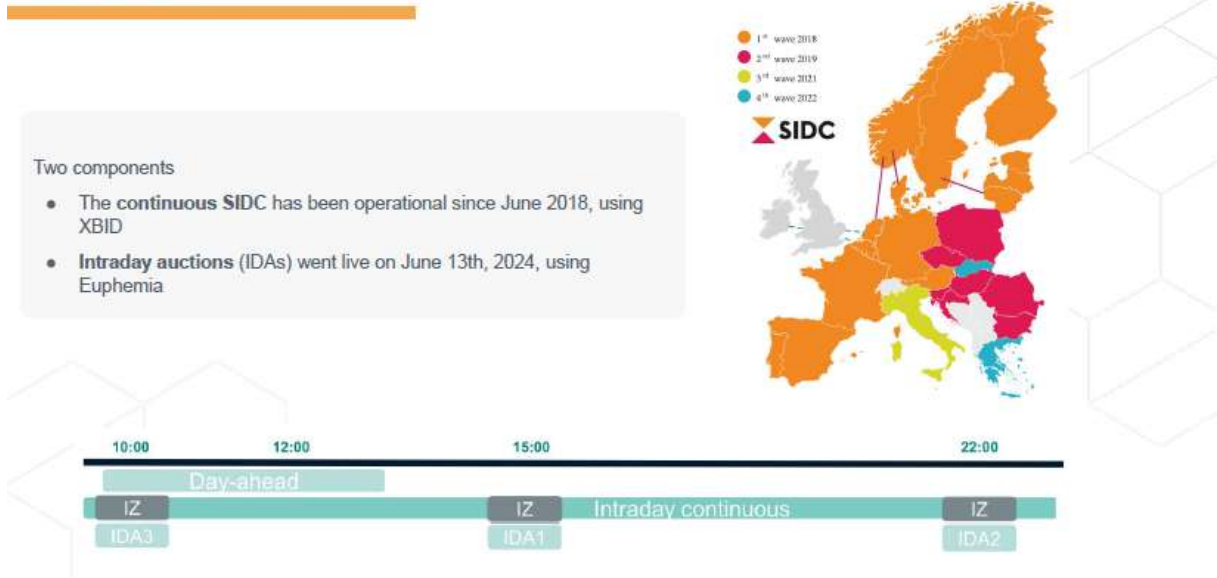 1st wave 2018
2nd wave 2019
3rd wave 2021
4th wave 2022
SIDC
Two components
● The continuous SIDC has been operational since June 2018, using
XBID
● Intraday auctions (IDAs) went live on June 13th, 2024, using
Euphemia
10:00 12:00 15:00 22:00
Day-ahead
IZ IZ Intraday continuous IZ
IDA3 IDA1 IDA2